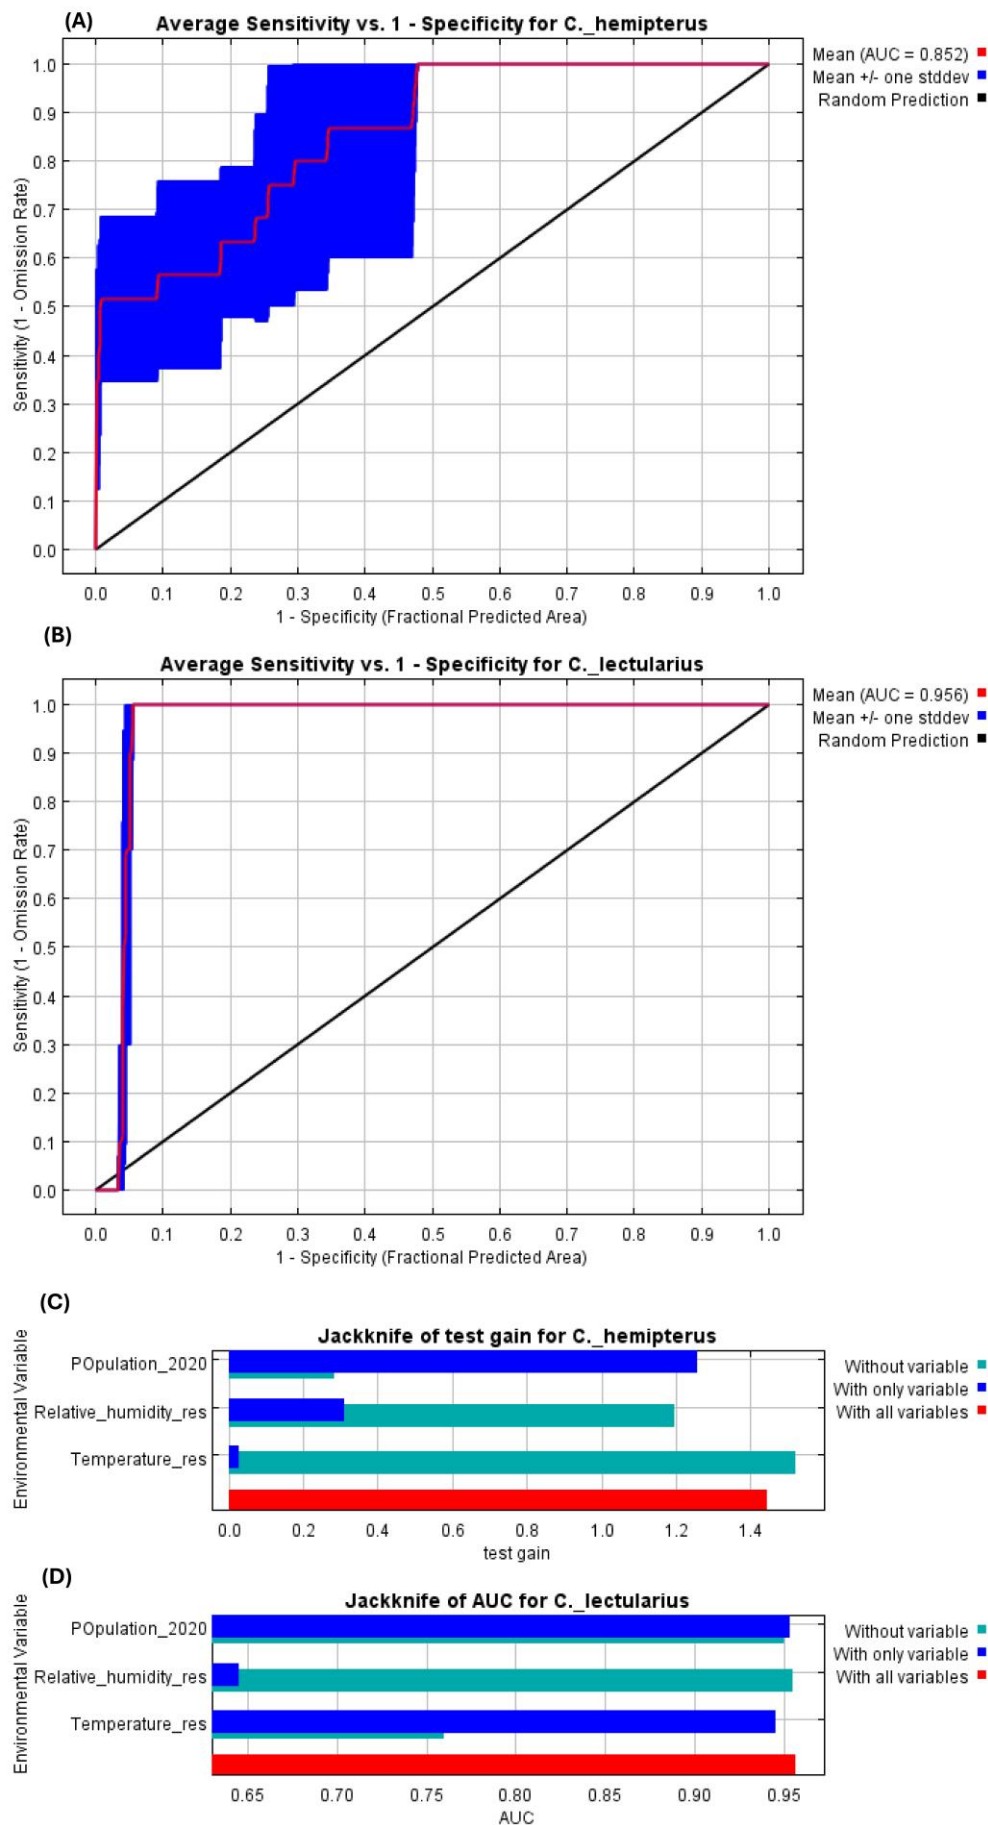 (A)
Average Sensitivity vs. 1 - Specificity for C._hemipterus
Mean (AUC = 0.852)
Mean +/- one stddev
Random Prediction
Sensitivity (1 - Omission Rate)
1.0
0.9
0.8
0.7
0.6
0.5
0.4
0.3
0.2
0.1
0.0
0.0 0.1 0.2 0.3 0.4 0.5 0.6 0.7 0.8 0.9 1.0
1 - Specificity (Fractional Predicted Area)
(B)
Average Sensitivity vs. 1 - Specificity for C._lectularius
Mean (AUC = 0.956)
Mean +/- one stddev
Random Prediction
Sensitivity (1 - Omission Rate)
1.0
0.9
0.8
0.7
0.6
0.5
0.4
0.3
0.2
0.1
0.0
0.0 0.1 0.2 0.3 0.4 0.5 0.6 0.7 0.8 0.9 1.0
1 - Specificity (Fractional Predicted Area)
(C)
Jackknife of test gain for C._hemipterus
Environmental Variable
POpulation_2020
Relative_humidity_res
Temperature_res
Without variable
With only variable
With all variables
0.0 0.2 0.4 0.6 0.8 1.0 1.2 1.4
test gain
(D)
Jackknife of AUC for C._lectularius
Environmental Variable
POpulation_2020
Relative_humidity_res
Temperature_res
Without variable
With only variable
With all variables
0.65 0.70 0.75 0.80 0.85 0.90 0.95
AUC